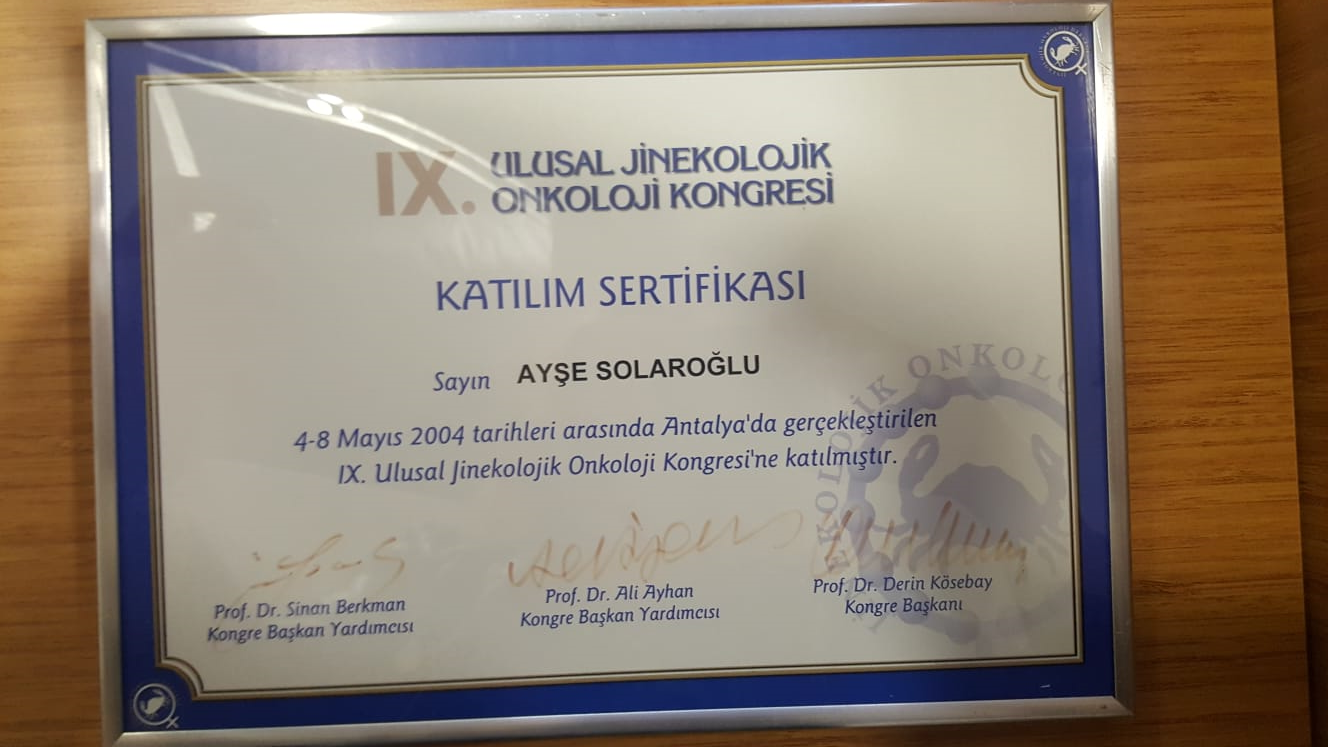 IX. ULUSAL JİNEKOLOJİK
ONKOLOJİ KONGRESİ
KATILIM SERTİFİKASI
Sayın AYŞE SOLAROĞLU
4-8 Mayıs 2004 tarihleri arasında Antalya'da gerçekleştirilen
IX. Ulusal Jinekolojik Onkoloji Kongresi'ne katılmıştır.
Prof. Dr. Sinan Berkman
Kongre Başkan Yardımcısı
Prof. Dr. Ali Ayhan
Kongre Başkan Yardımcısı
Prof. Dr. Derin Kösebay
Kongre Başkanı